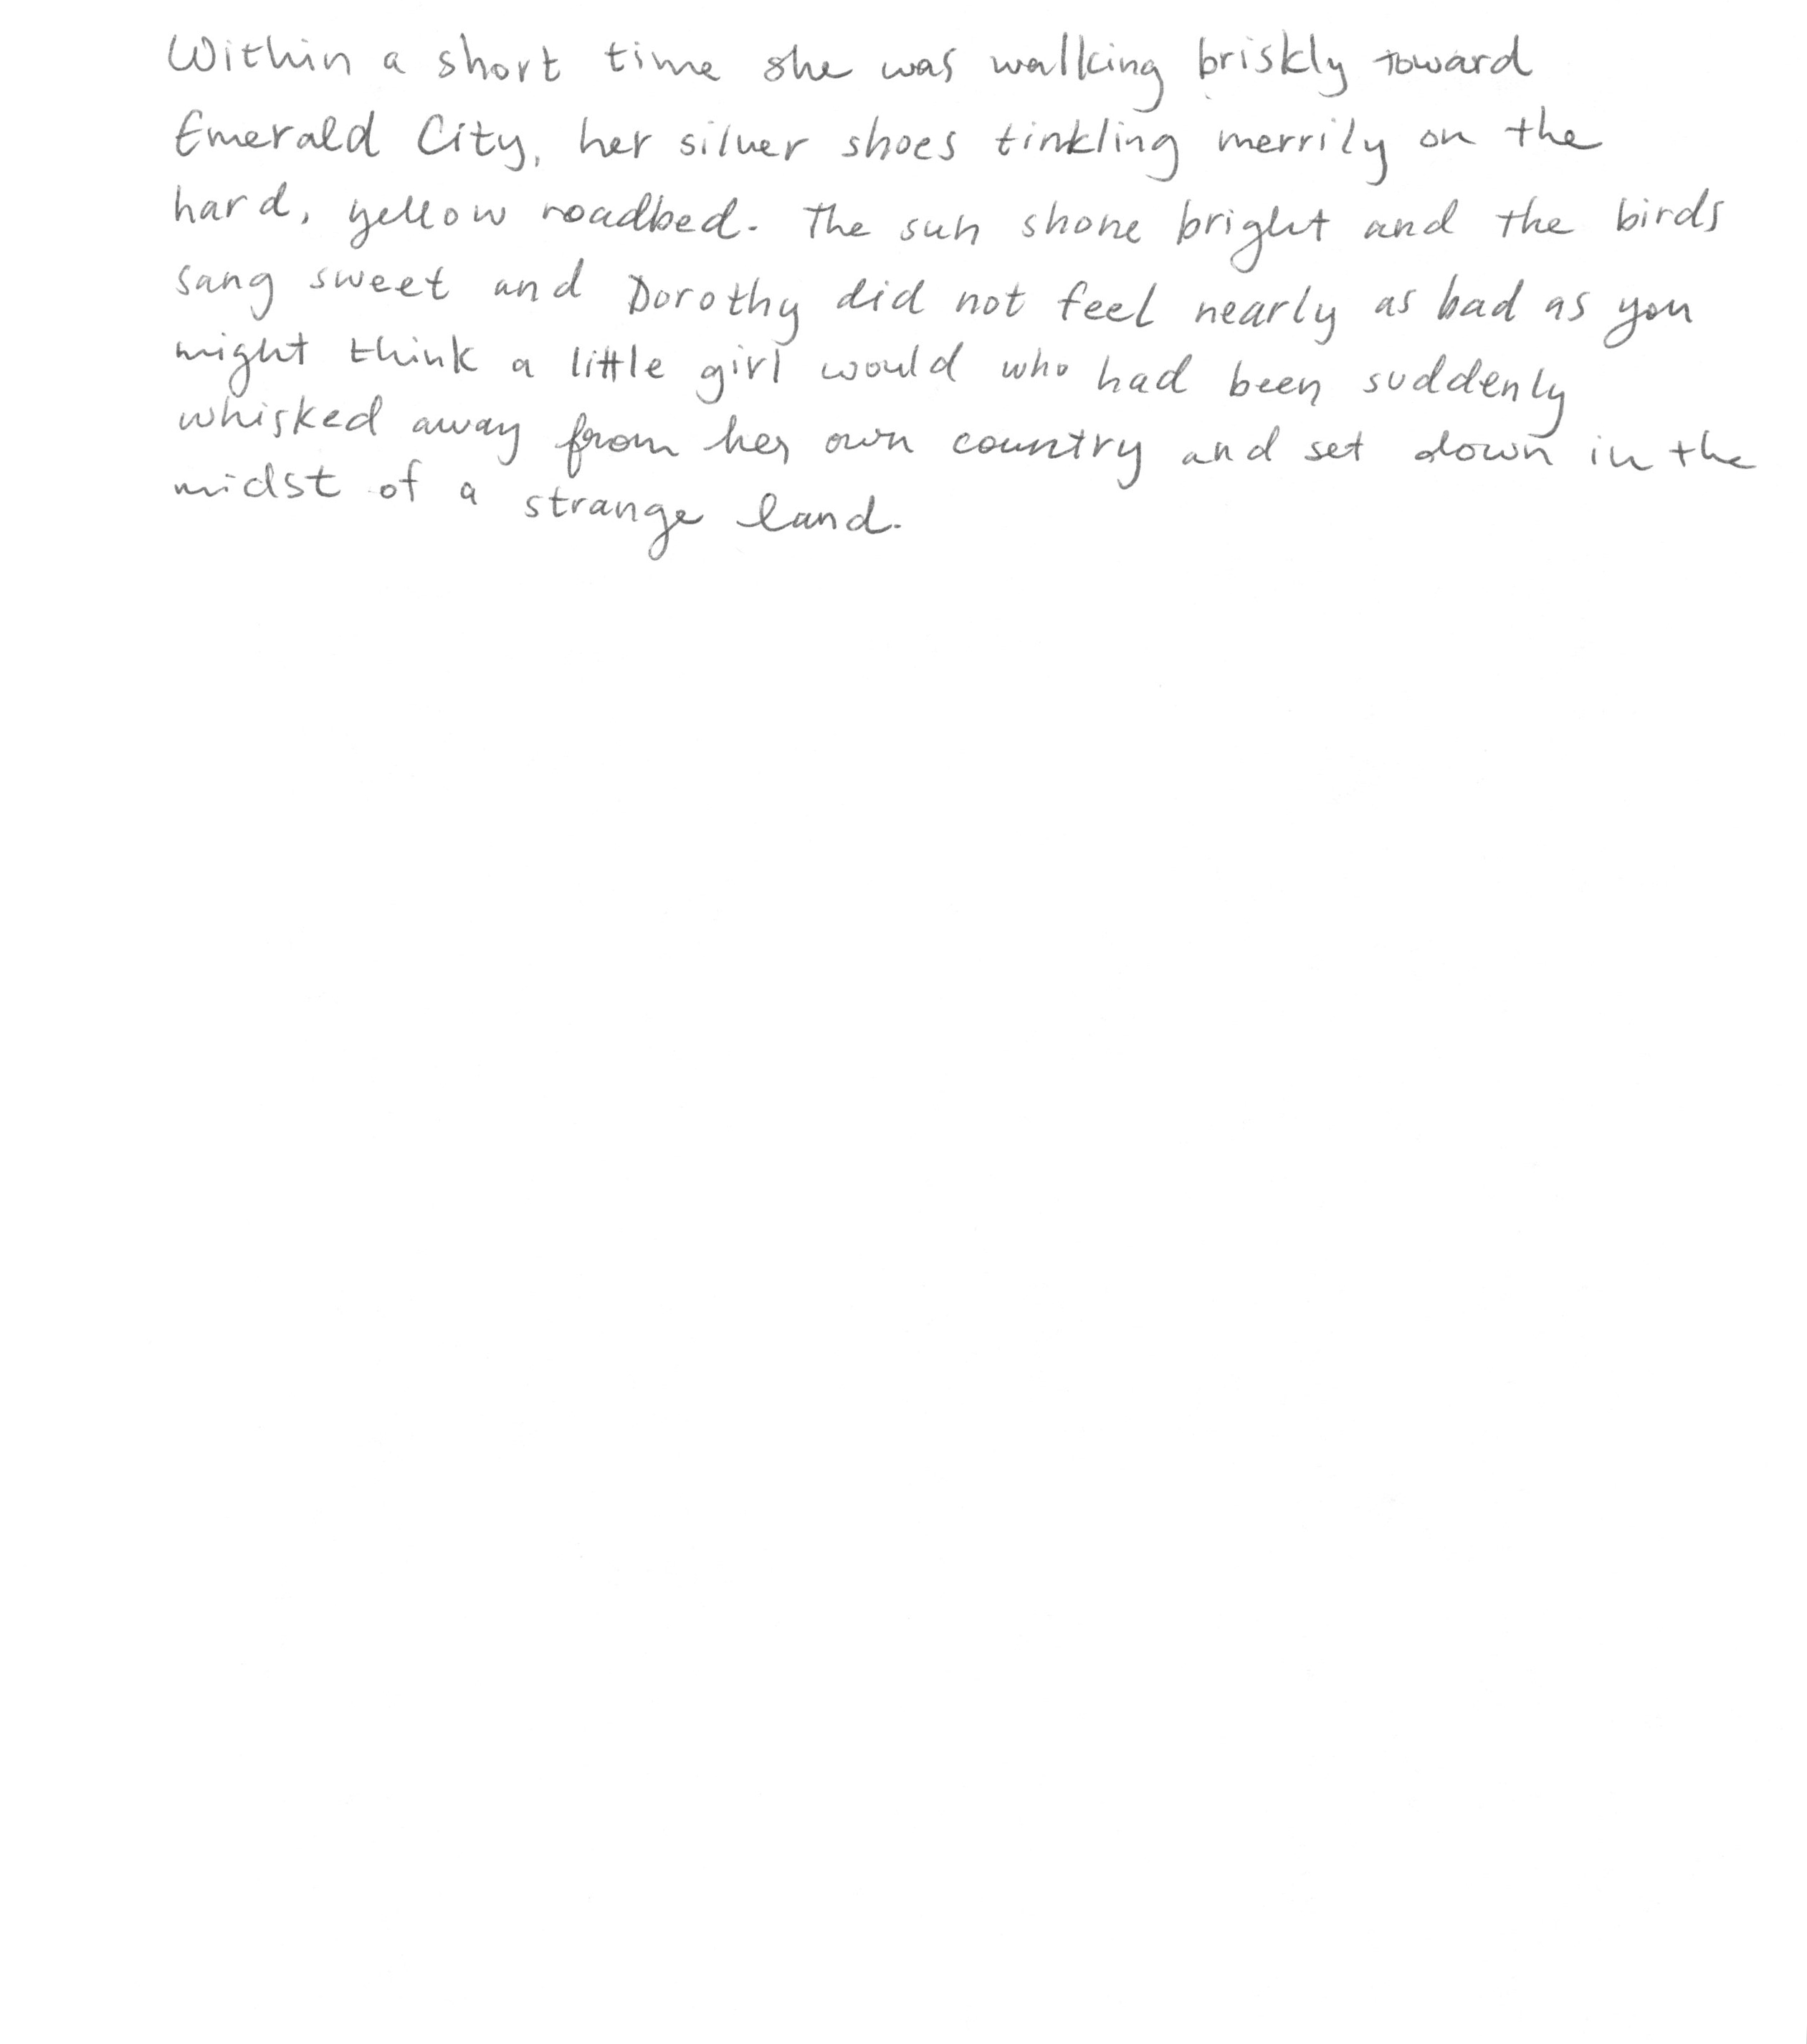 Within a short time she was walking briskly toward
Emerald City, her silver shoes tinkling merrily on the
hard, yellow roadbed. The sun shone bright and the birds
sang sweet and Dorothy did not feel nearly as bad as you
might think a little girl would who had been suddenly
whisked away from her own country and set down in the
midst of a strange land.